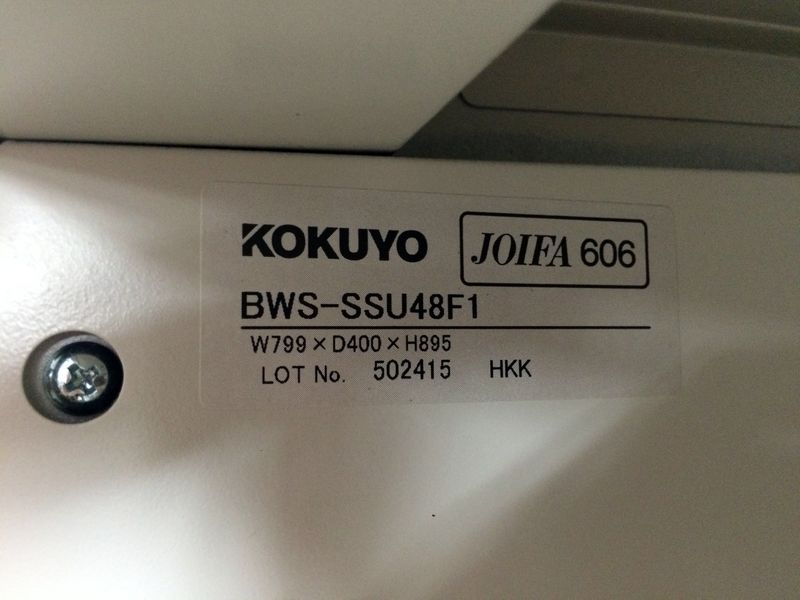 KOKUYO JOIFA 606
BWS-SSU48F1
W799×D400×H895
LOT No. 502415 HKK